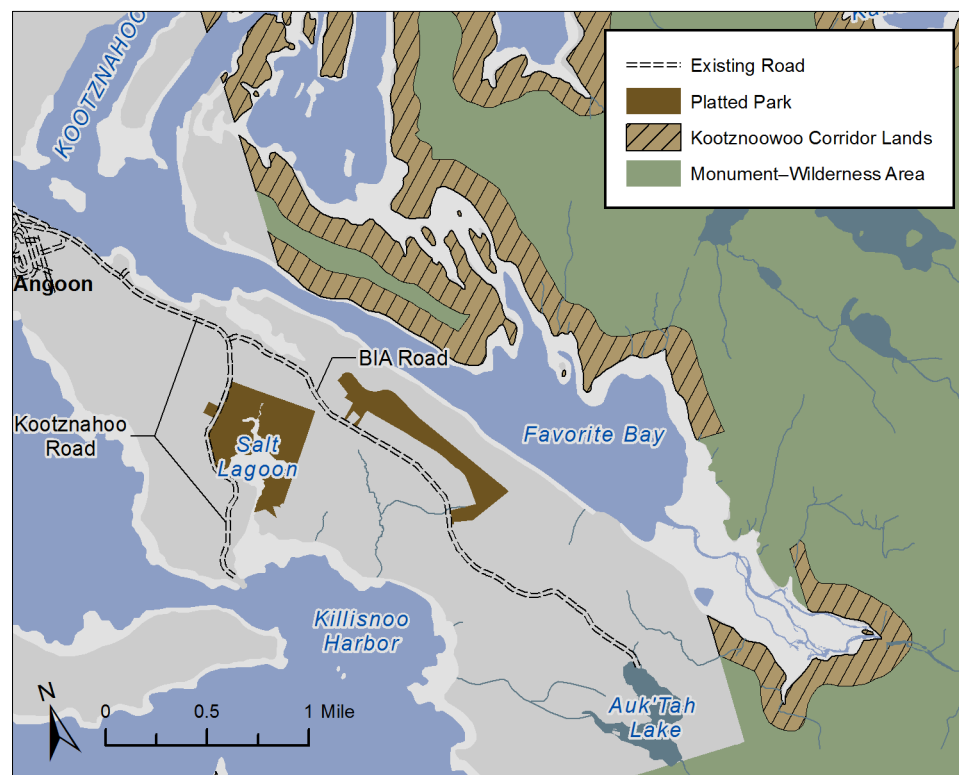 KOOTZNAHOO
Existing Road
Platted Park
Kootznoowoo Corridor Lands
Monument–Wilderness Area
Angoon
BIA Road
Kootznahoo
Road
Salt
Lagoon
Favorite Bay
Killisnoo
Harbor
N
0 0.5 1 Mile
Auk'Tah
Lake